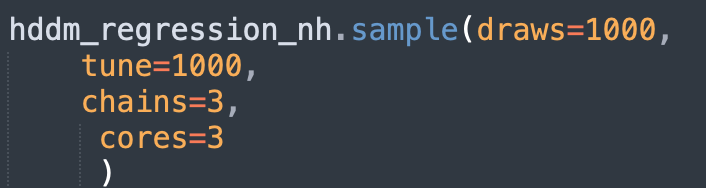 hddm_regression_nh.sample(draws=1000,
    tune=1000,
    chains=3,
     cores=3
     )